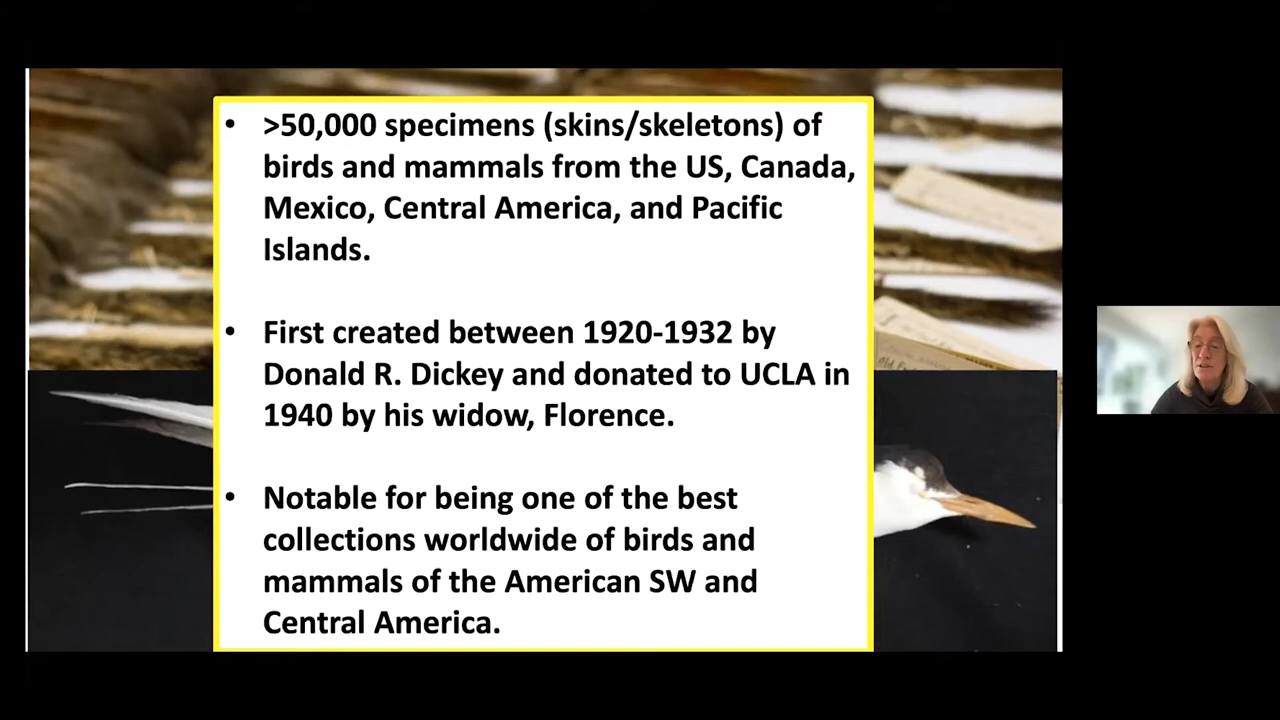 • >50,000 specimens (skins/skeletons) of
birds and mammals from the US, Canada,
Mexico, Central America, and Pacific
Islands.
• First created between 1920-1932 by
Donald R. Dickey and donated to UCLA in
1940 by his widow, Florence.
• Notable for being one of the best
collections worldwide of birds and
mammals of the American SW and
Central America.